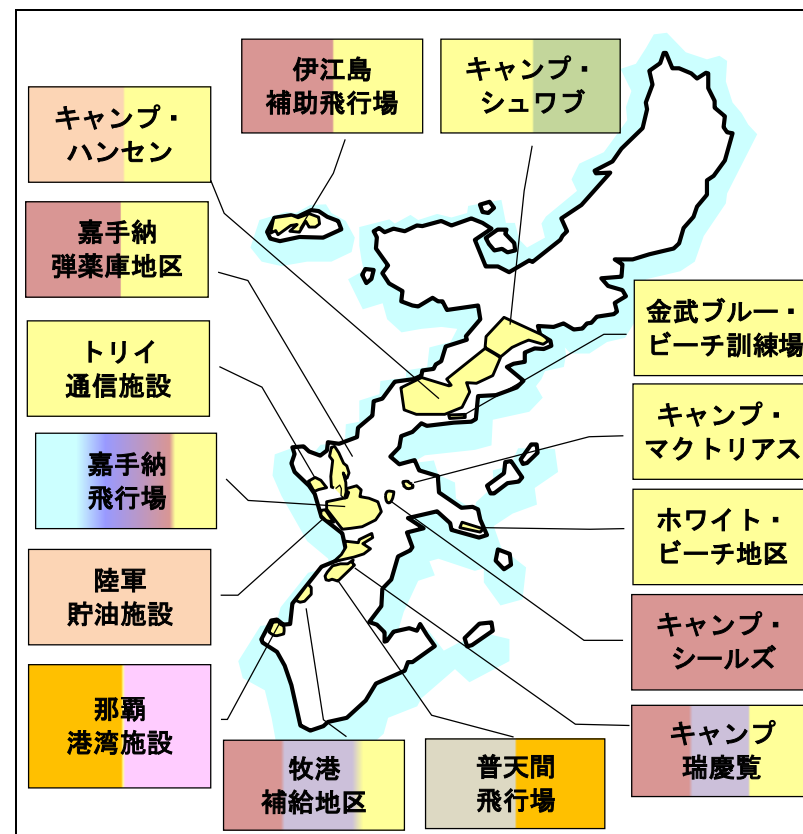 伊江島
補助飛行場
キャンプ・
シュワブ
キャンプ・
ハンセン
嘉手納
弾薬庫地区
トリイ
通信施設
嘉手納
飛行場
陸軍
貯油施設
那覇
港湾施設
牧港
補給地区
普天間
飛行場
金武ブルー・
ビーチ訓練場
キャンプ・
マクトリアス
ホワイト・
ビーチ地区
キャンプ・
シールズ
キャンプ
瑞慶覧